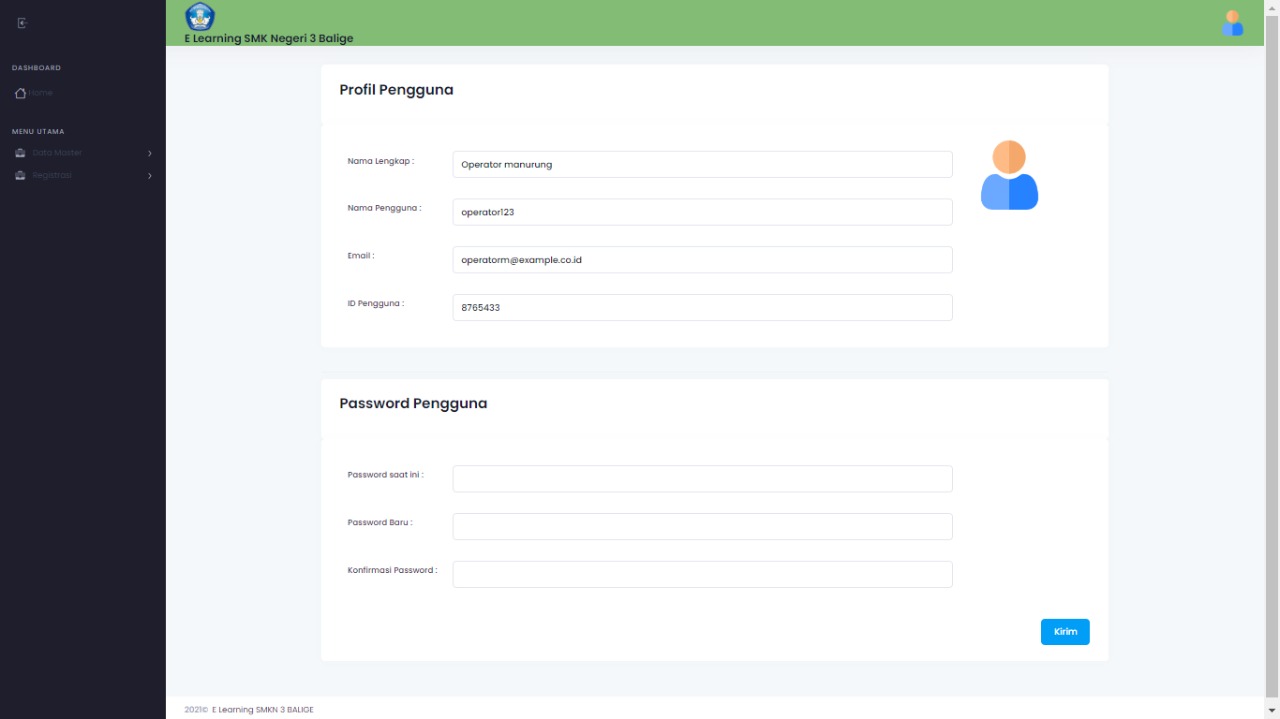 E Learning SMK Negeri 3 Balige
DASHBOARD
Home
MENU UTAMA
Data Master
Registrasi
Profil Pengguna
Nama Lengkap :
Operator manurung
Nama Pengguna :
operator123
Email :
operatorm@example.co.id
ID Pengguna :
8765433
Password Pengguna
Password saat ini :
Password Baru :
Konfirmasi Password :
Kirim
2021© E Learning SMKN 3 BALIGE